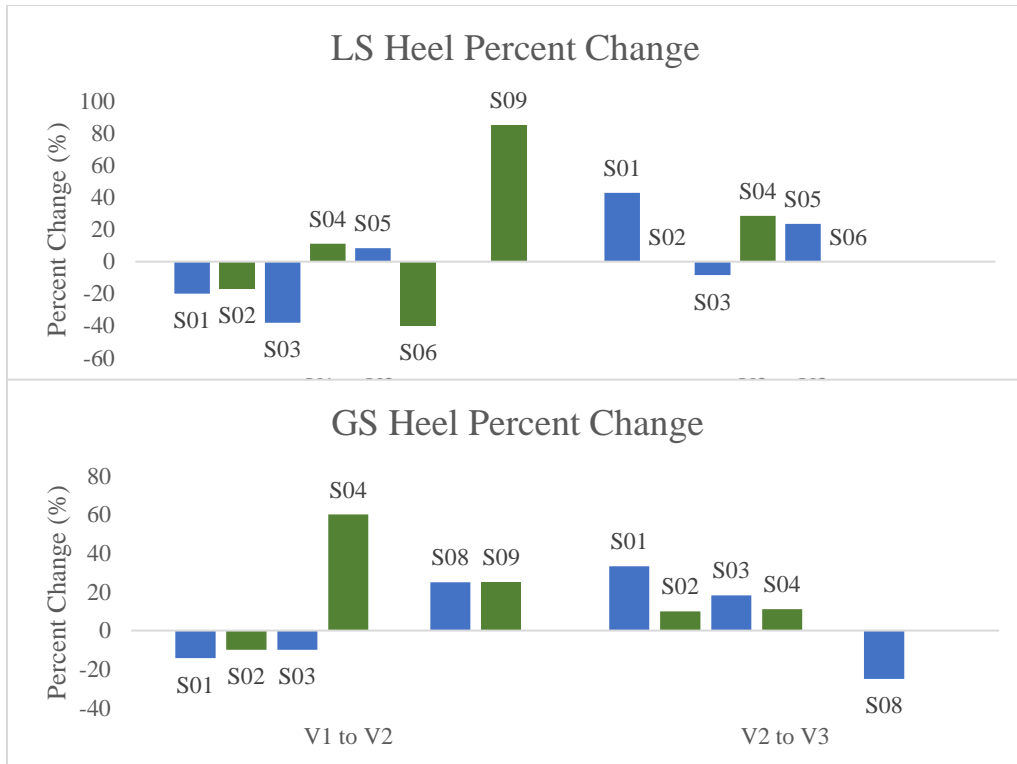 LS Heel Percent Change
Percent Change (%)
100
80
60
40
20
0
-20
-40
-60
S01
S02
S03
S04
S05
S06
S09
S01
S02
S03
S04
S05
S06
GS Heel Percent Change
Percent Change (%)
80
60
40
20
0
-20
-40
S01
S02
S03
S04
S08
S09
S01
S02
S03
S04
S08
V1 to V2
V2 to V3